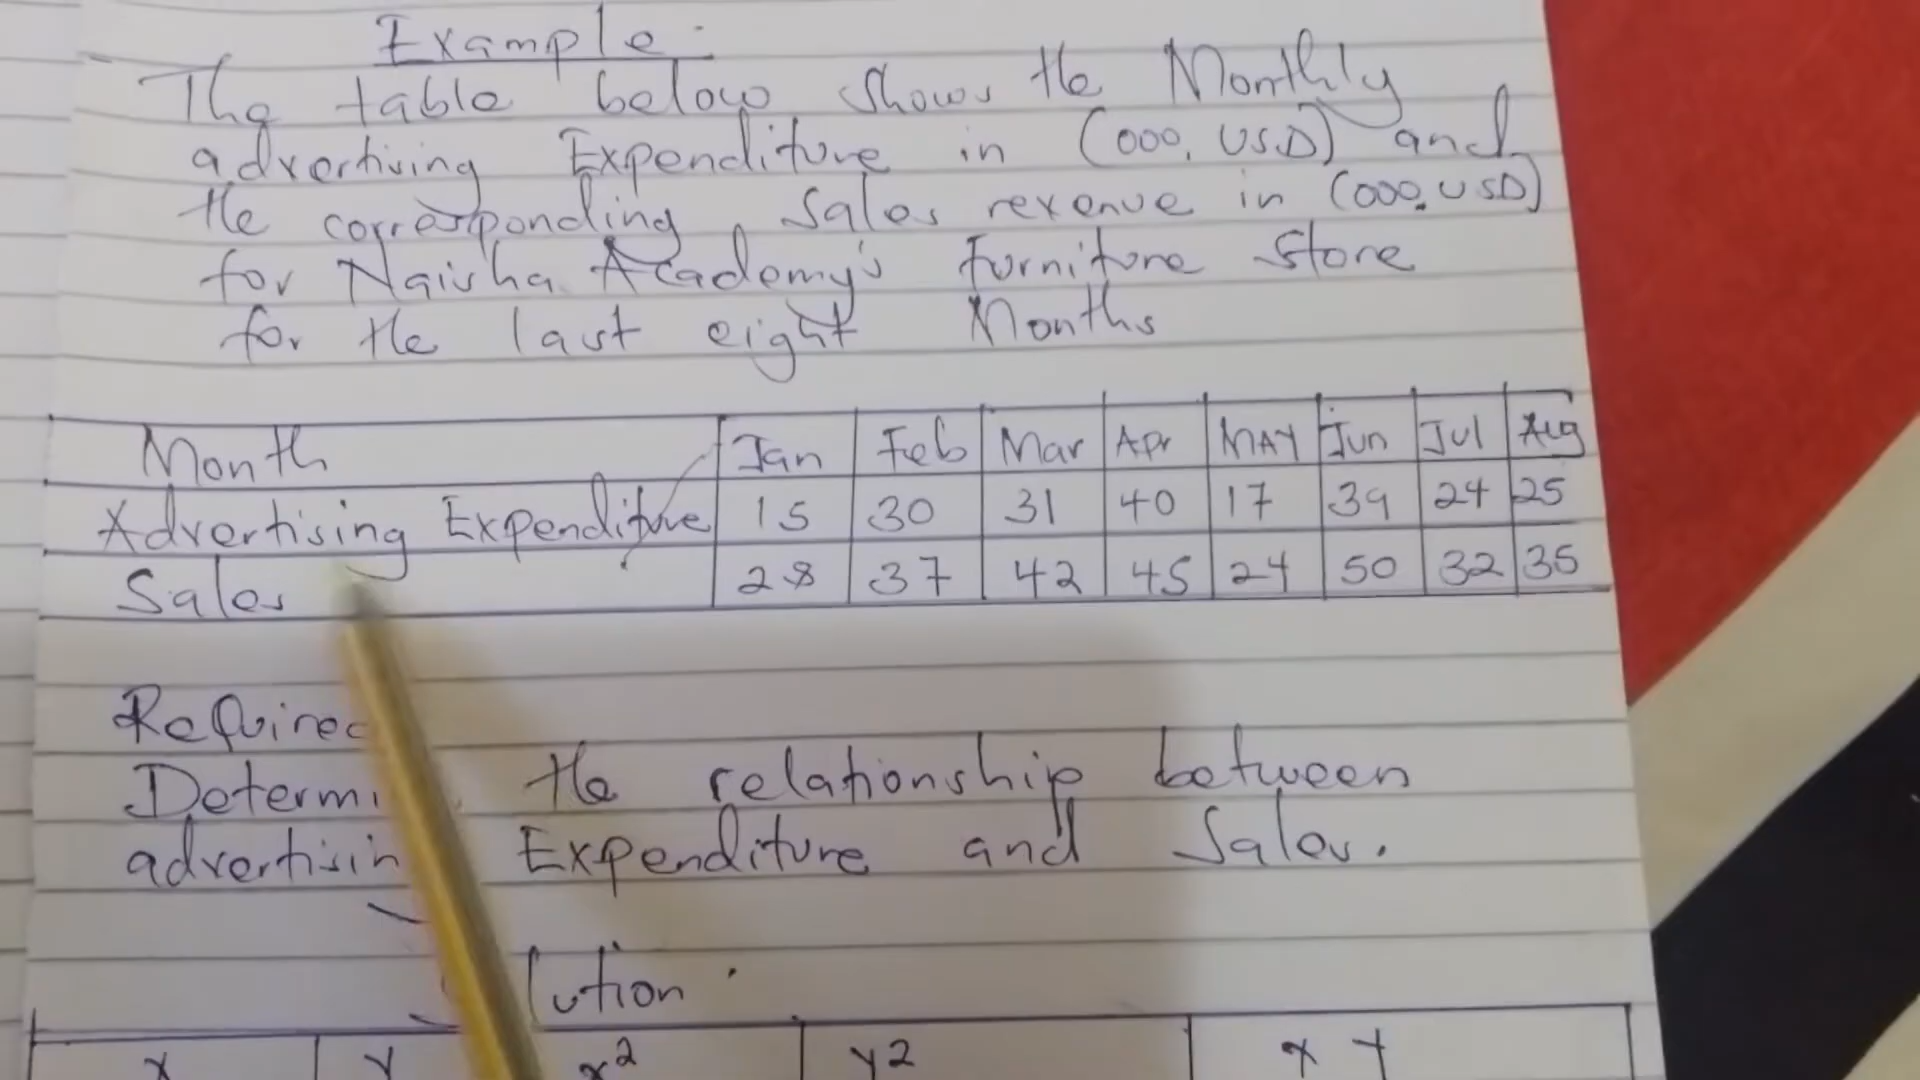 Example:
The table below shows the Monthly
advertising Expenditure in (000, USD) and
the corresponding Sales revenue in (000, USD)
for Naisha Academy's furniture store
for the last eight Months
Month Jan Feb Mar Apr MAY Jun Jul Aug
Advertising Expenditure 15 30 31 40 17 39 24 25
Sales 28 37 42 45 24 50 32 35
the relationship between
Expenditure and Sales.
x y x2 y2 x y